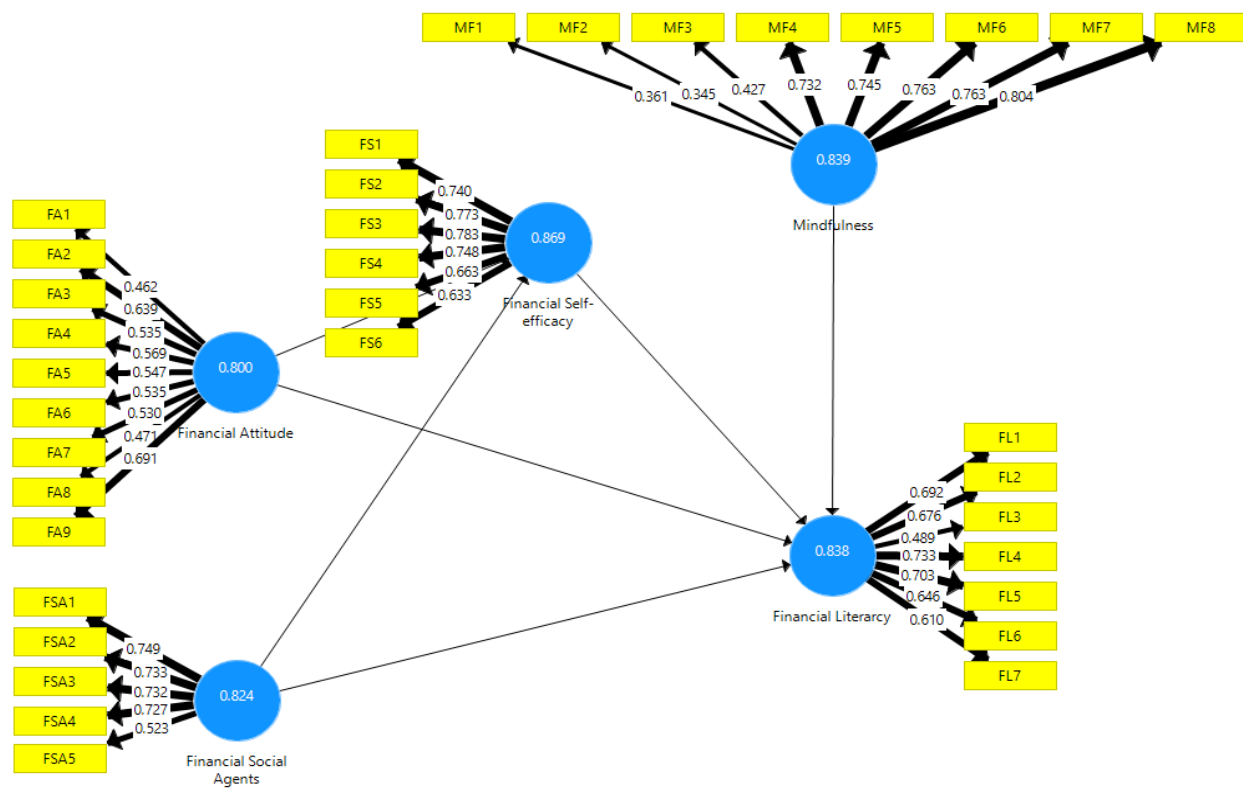 MF1 MF2 MF3 MF4 MF5 MF6 MF7 MF8
0.361 0.345 0.427 0.732 0.745 0.763 0.763 0.804
0.839
Mindfulness
FS1
FS2
FS3
FS4
FS5
FS6
0.740
0.773
0.783
0.748
0.663
0.633
0.869
Financial Self-
efficacy
FA1
FA2
FA3
FA4
FA5
FA6
FA7
FA8
FA9
0.462
0.639
0.535
0.569
0.547
0.535
0.530
0.471
0.691
0.800
Financial Attitude
FL1
FL2
FL3
FL4
FL5
FL6
FL7
0.692
0.676
0.489
0.733
0.703
0.646
0.610
0.838
Financial Literarcy
FSA1
FSA2
FSA3
FSA4
FSA5
0.749
0.733
0.732
0.727
0.523
0.824
Financial Social
Agents